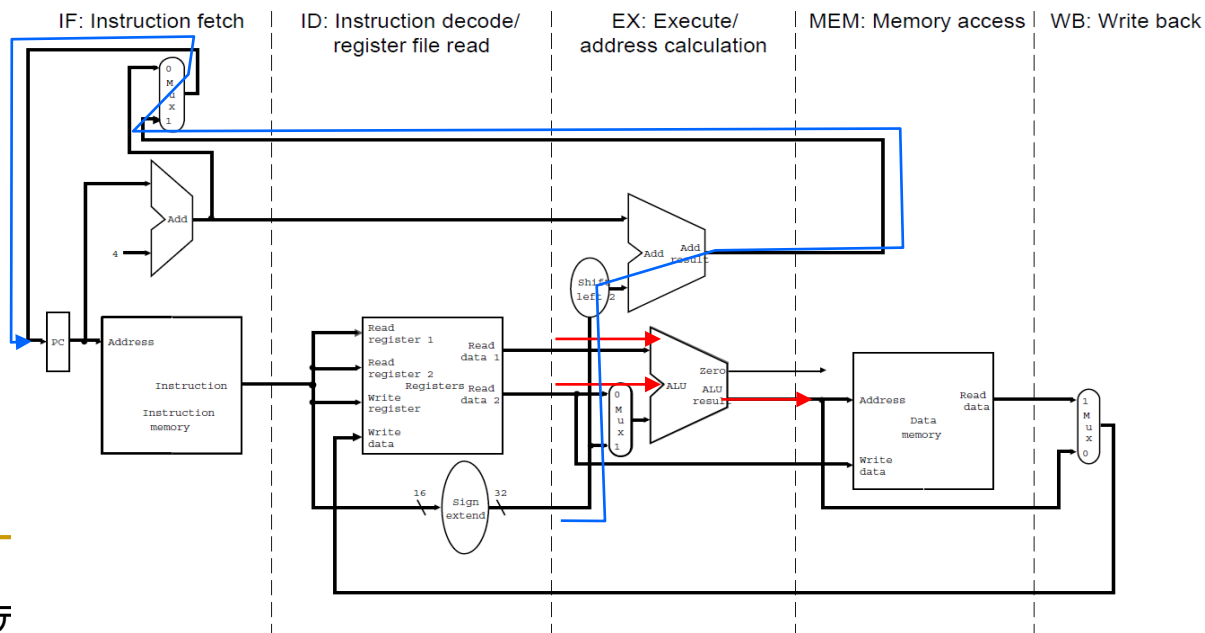 IF: Instruction fetch
ID: Instruction decode/
register file read
EX: Execute/
address calculation
MEM: Memory access
WB: Write back
0
M
u
x
1
Add
4
PC
Address
Instruction
Instruction
memory
Read
register 1
Read
register 2
Registers
Write
register
Write
data
Read
data 1
Read
data 2
16
Sign
extend
32
Shift
left 2
Add
Add
result
0
M
u
x
1
ALU
Zero
ALU
result
Address
Data
memory
Read
data
Write
data
1
M
u
x
0